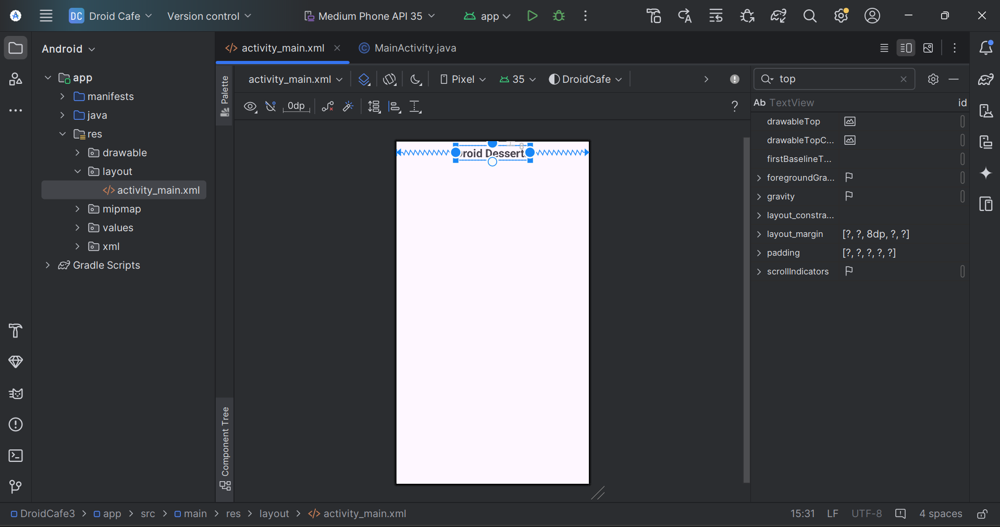 DC Droid Cafe Version control Medium Phone API 35 app
Android
app
manifests
java
res
drawable
layout
activity_main.xml
mipmap
values
xml
Gradle Scripts
activity_main.xml MainActivity.java
Palette
Component Tree
activity_main.xml Pixel 35 DroidCafe
0dp ?
8
roid Dessert
top
Ab TextView id
drawableTop
drawableTopC...
firstBaselineT...
foregroundGra...
gravity
layout_constra...
layout_margin [?, ?, 8dp, ?, ?]
padding [?, ?, ?, ?, ?]
scrollIndicators
DroidCafe3 > app > src > main > res > layout > activity_main.xml 15:31 LF UTF-8 4 spaces